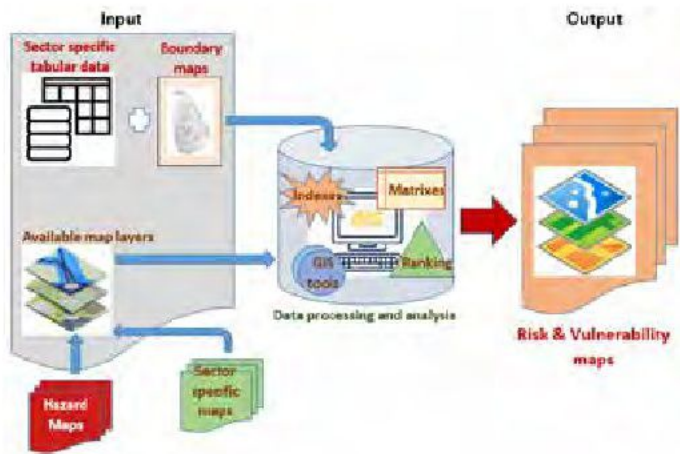 Input
Output
Sector specific
tabular data
Boundary
maps
Indexes
Matrixes
Available map layers
GIS
tools
Ranking
Data processing and analysis
Risk & Vulnerability
maps
Sector
specific
maps
Hazard
Maps